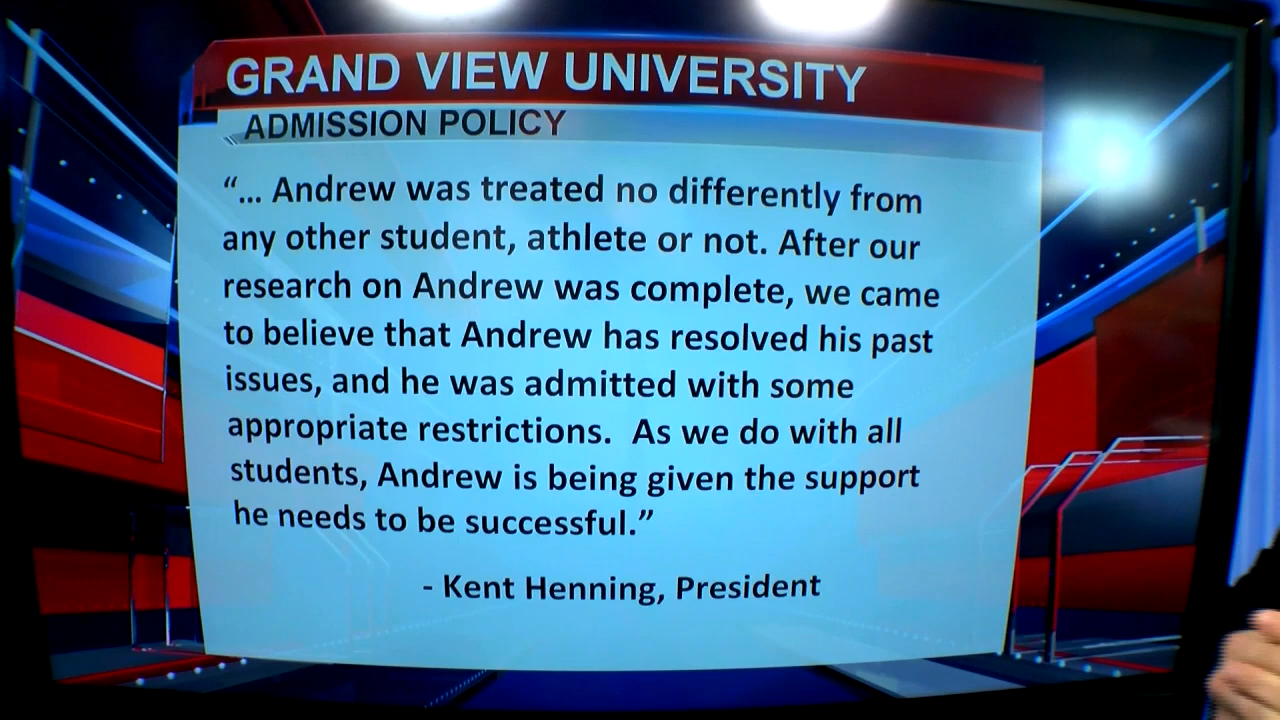 GRAND VIEW UNIVERSITY
ADMISSION POLICY
“... Andrew was treated no differently from
any other student, athlete or not. After our
research on Andrew was complete, we came
to believe that Andrew has resolved his past
issues, and he was admitted with some
appropriate restrictions.  As we do with all
students, Andrew is being given the support
he needs to be successful.”
- Kent Henning, President